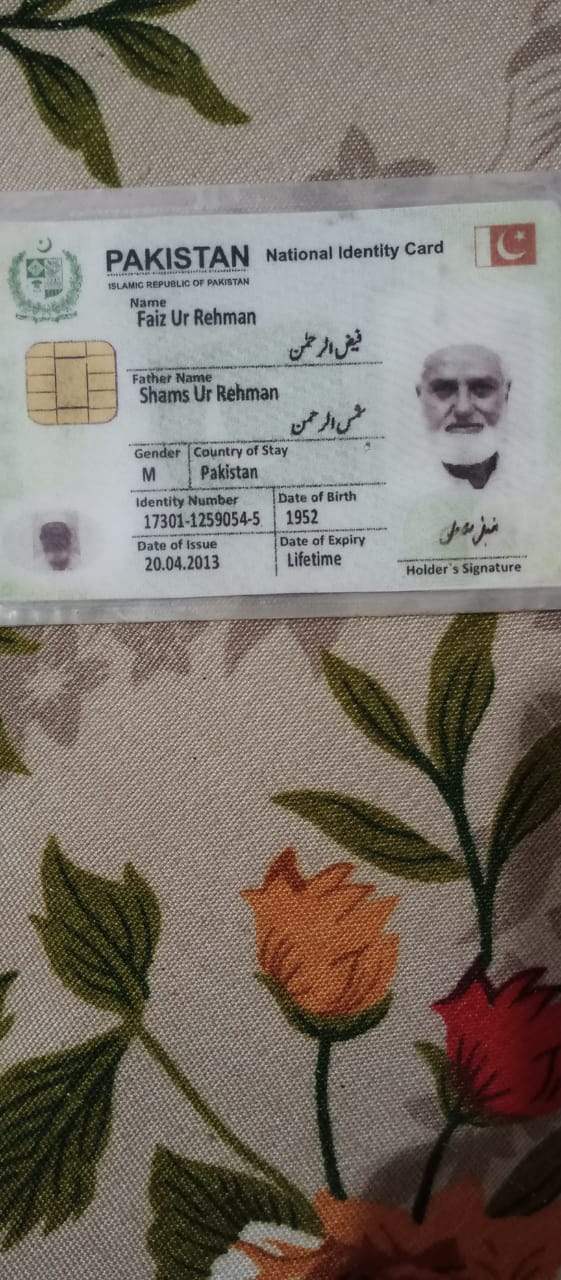 PAKISTAN National Identity Card
ISLAMIC REPUBLIC OF PAKISTAN
Name
Faiz Ur Rehman
فیض الرحمٰن
Father Name
Shams Ur Rehman
شمس الرحمن
Gender Country of Stay
M Pakistan
Identity Number Date of Birth
17301-1259054-5 1952
Date of Issue Date of Expiry
20.04.2013 Lifetime
Holder's Signature